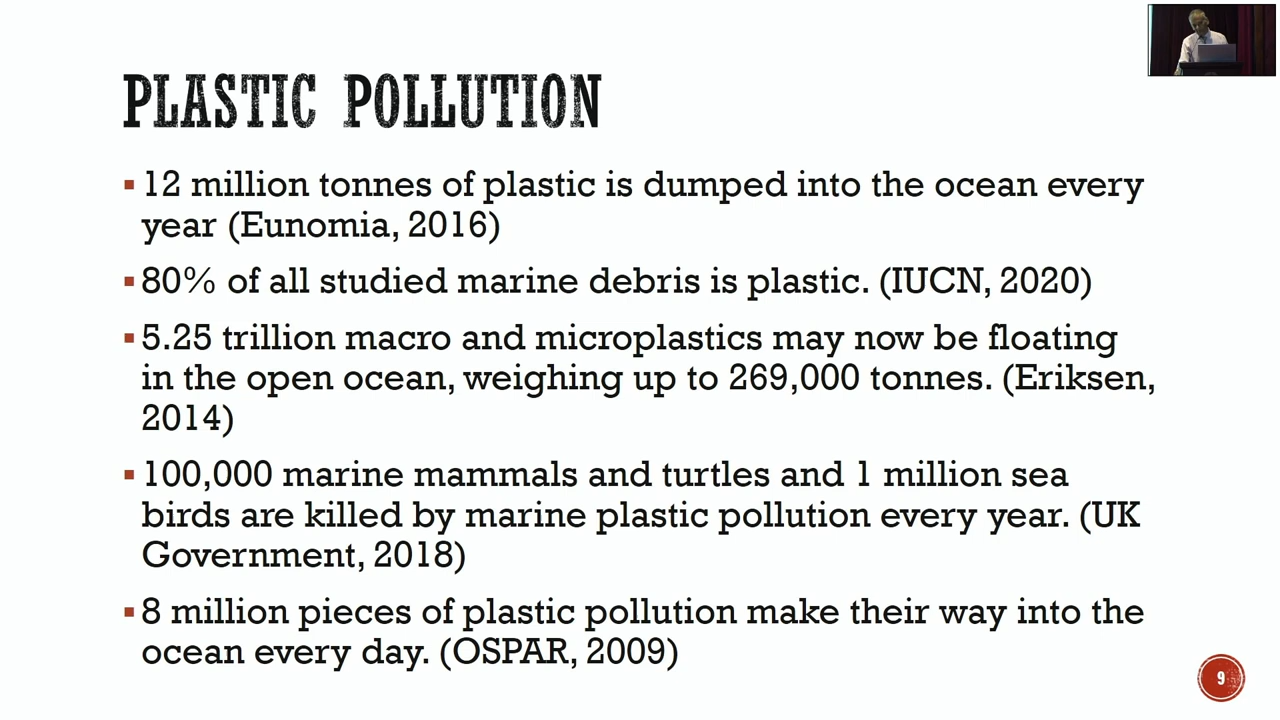 PLASTIC POLLUTION
▪ 12 million tonnes of plastic is dumped into the ocean every
year (Eunomia, 2016)
▪ 80% of all studied marine debris is plastic. (IUCN, 2020)
▪ 5.25 trillion macro and microplastics may now be floating
in the open ocean, weighing up to 269,000 tonnes. (Eriksen,
2014)
▪ 100,000 marine mammals and turtles and 1 million sea
birds are killed by marine plastic pollution every year. (UK
Government, 2018)
▪ 8 million pieces of plastic pollution make their way into the
ocean every day. (OSPAR, 2009)
9